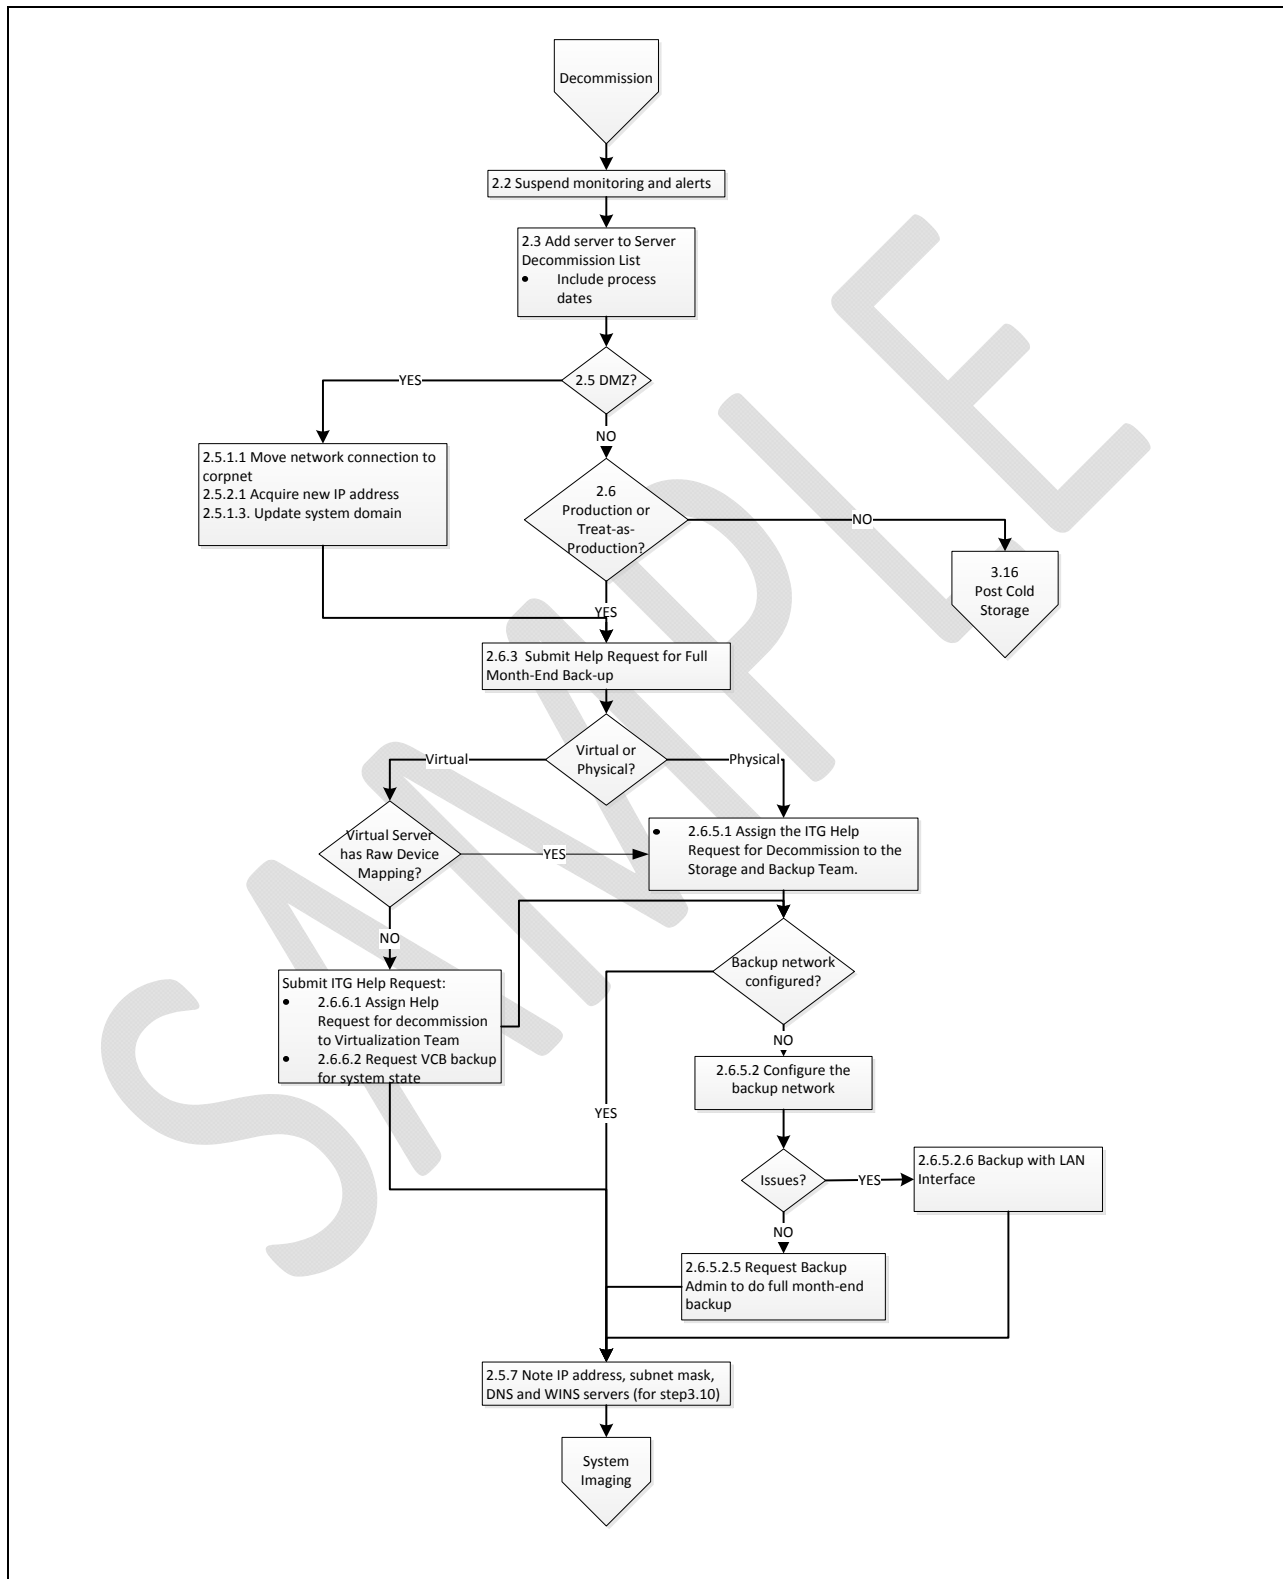 Decommission
2.2 Suspend monitoring and alerts
2.3 Add server to Server
Decommission List
• Include process
dates
2.5 DMZ?
YES
NO
2.5.1.1 Move network connection to
corpnet
2.5.2.1 Acquire new IP address
2.5.1.3. Update system domain
2.6
Production or
Treat-as-
Production?
NO
3.16
Post Cold
Storage
YES
2.6.3 Submit Help Request for Full
Month-End Back-up
Virtual or
Physical?
Virtual
Physical
Virtual Server
has Raw Device
Mapping?
YES
• 2.6.5.1 Assign the ITG Help
Request for Decommission to the
Storage and Backup Team.
NO
Submit ITG Help Request:
• 2.6.6.1 Assign Help
Request for decommission
to Virtualization Team
• 2.6.6.2 Request VCB backup
for system state
Backup network
configured?
NO
YES
2.6.5.2 Configure the
backup network
Issues?
YES
2.6.5.2.6 Backup with LAN
Interface
NO
2.6.5.2.5 Request Backup
Admin to do full month-end
backup
2.5.7 Note IP address, subnet mask,
DNS and WINS servers (for step3.10)
System
Imaging
SAMPLE